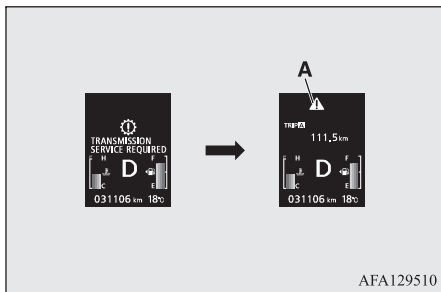 A
TRANSMISSION
SERVICE REQUIRED
H F
D
C E
031106 km 18°C
TRIP A
111.5 km
H F
D
C E
031106 km 18°C
AFA129510